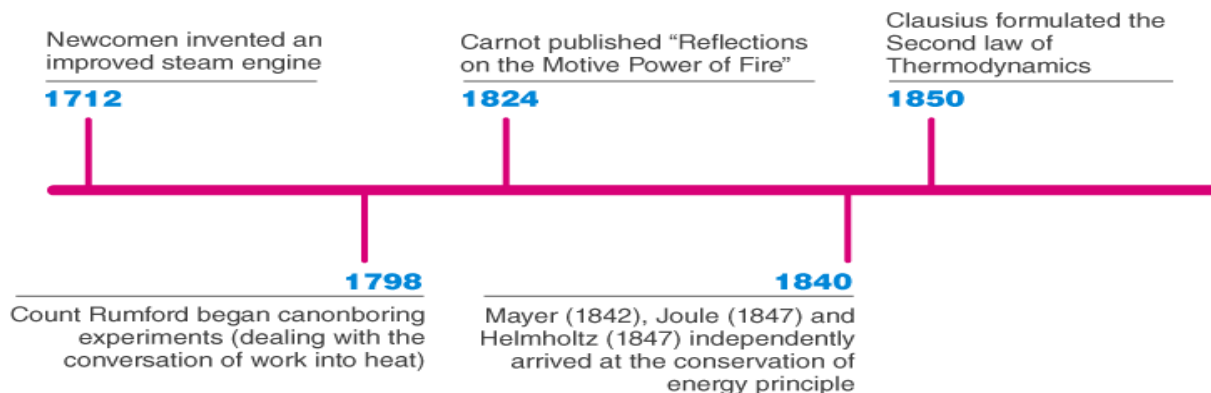 Newcomen invented an
improved steam engine
1712
Carnot published “Reflections
on the Motive Power of Fire”
1824
Clausius formulated the
Second law of
Thermodynamics
1850
1798
Count Rumford began canonboring
experiments (dealing with the
conversation of work into heat)
1840
Mayer (1842), Joule (1847) and
Helmholtz (1847) independently
arrived at the conservation of
energy principle